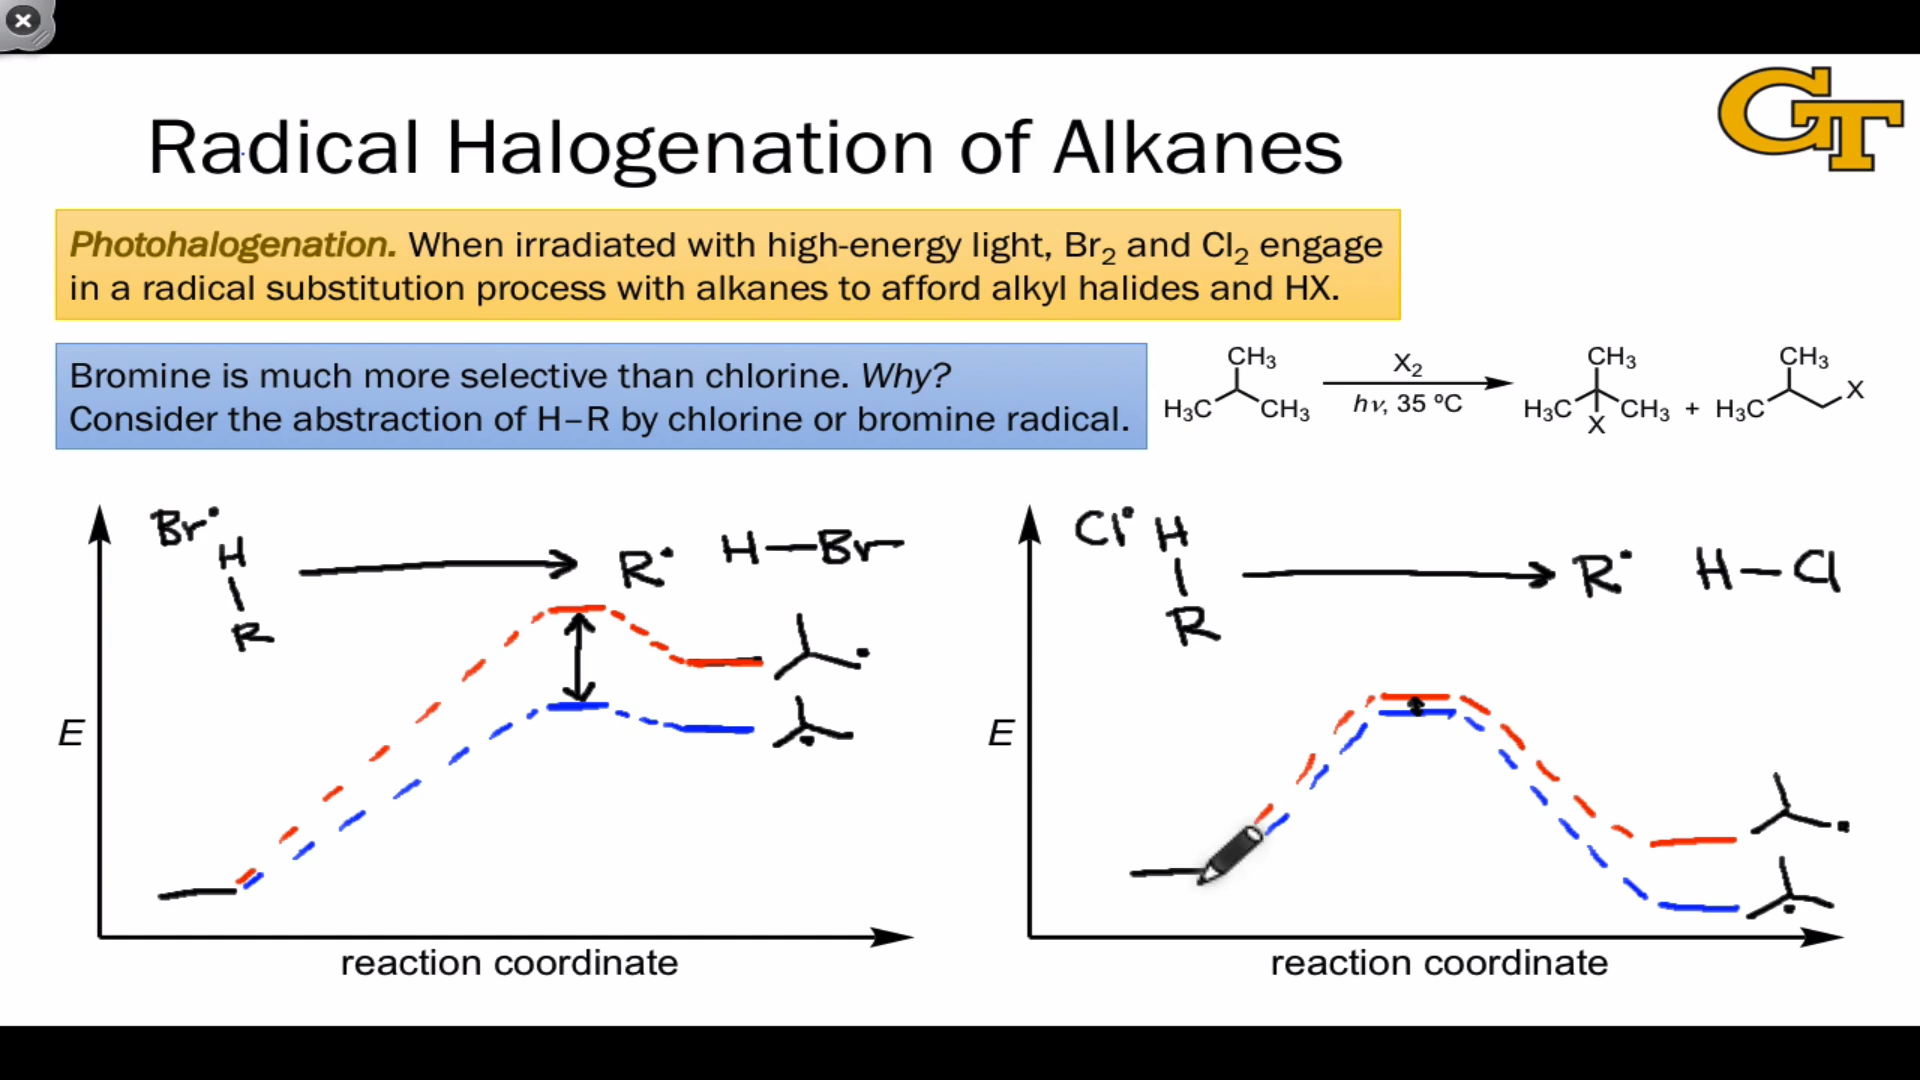 GT
Radical Halogenation of Alkanes
Photohalogenation. When irradiated with high-energy light, Br₂ and Cl₂ engage
in a radical substitution process with alkanes to afford alkyl halides and HX.
Bromine is much more selective than chlorine. Why?
Consider the abstraction of H–R by chlorine or bromine radical.
CH₃
H₃C
CH₃
X₂
hν, 35 ºC
CH₃
H₃C
CH₃
X
+
CH₃
H₃C
X
Br•
H
R
R•
H—Br
E
reaction coordinate
Cl•
H
R
R•
H—Cl
E
reaction coordinate